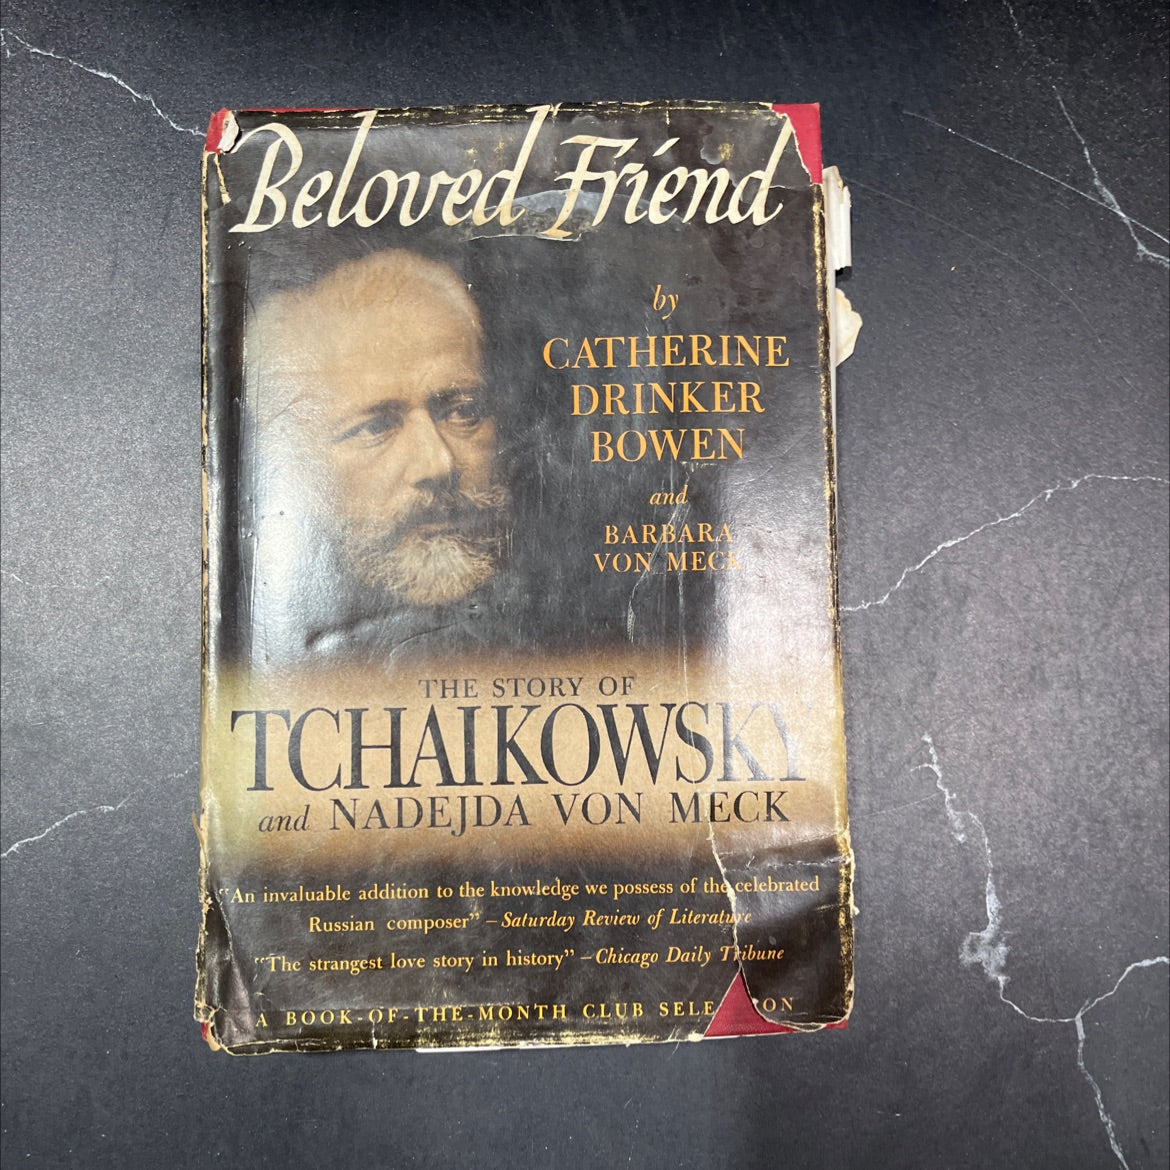 Beloved Friend
by
CATHERINE
DRINKER
BOWEN
and
BARBARA
VON MECK
THE STORY OF
TCHAIKOWSKY
and NADEJDA VON MECK
"An invaluable addition to the knowledge we possess of the celebrated
Russian composer" – Saturday Review of Literature
"The strangest love story in history" – Chicago Daily Tribune
A BOOK-OF-THE-MONTH CLUB SELE ON